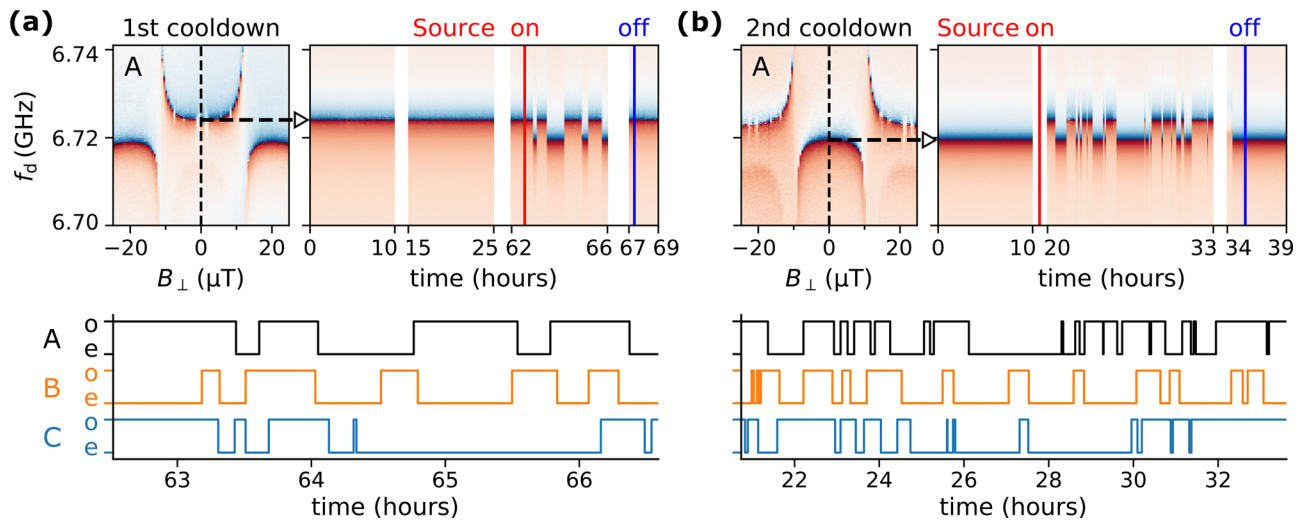 (a) 1st cooldown Source on off
(b) 2nd cooldown Source on off
A
A
6.74
6.72
6.70
f_d (GHz)
−20 0 20
B_⊥ (μT)
0 10 15 25 62 66 67 69
time (hours)
−20 0 20
B_⊥ (μT)
0 10 20 33 34 39
time (hours)
A o
e
B o
e
C o
e
63 64 65 66
time (hours)
22 24 26 28 30 32
time (hours)